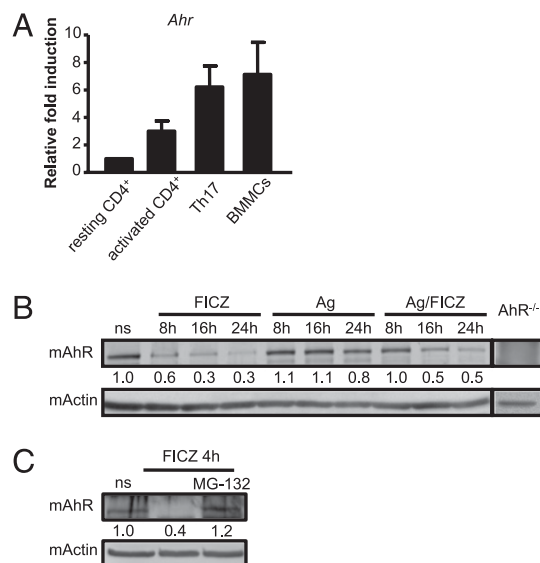 A
Ahr
Relative fold induction
10
8
6
4
2
0
resting CD4+
activated CD4+
Th17
BMMCs
B
FICZ Ag Ag/FICZ AhR-/-
ns 8h 16h 24h 8h 16h 24h 8h 16h 24h
mAhR
1.0 0.6 0.3 0.3 1.1 1.1 0.8 1.0 0.5 0.5
mActin
C
FICZ 4h
ns MG-132
mAhR
1.0 0.4 1.2
mActin